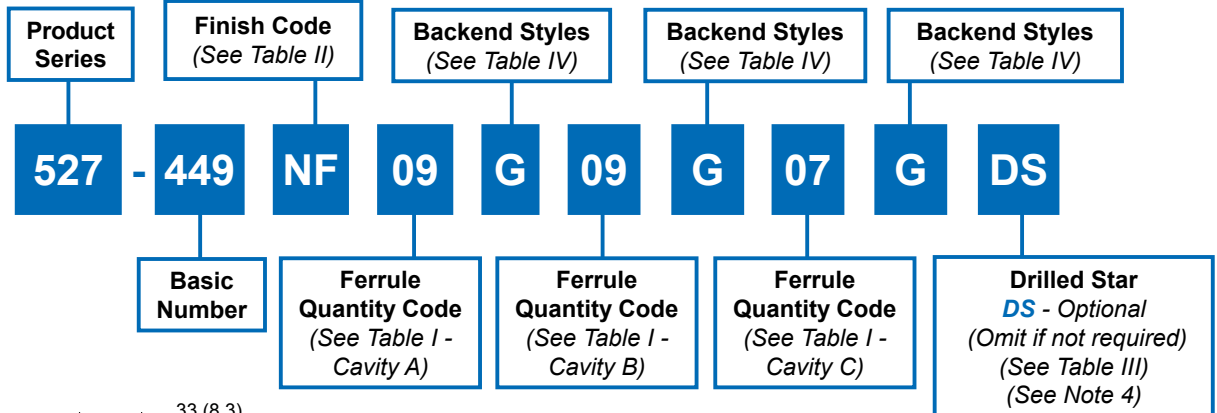 Product
Series
Finish Code
(See Table II)
Backend Styles
(See Table IV)
Backend Styles
(See Table IV)
Backend Styles
(See Table IV)
527 - 449 NF 09 G 09 G 07 G DS
Basic
Number
Ferrule
Quantity Code
(See Table I -
Cavity A)
Ferrule
Quantity Code
(See Table I -
Cavity B)
Ferrule
Quantity Code
(See Table I -
Cavity C)
Drilled Star
DS - Optional
(Omit if not required)
(See Table III)
(See Note 4)
.33 (8.3)